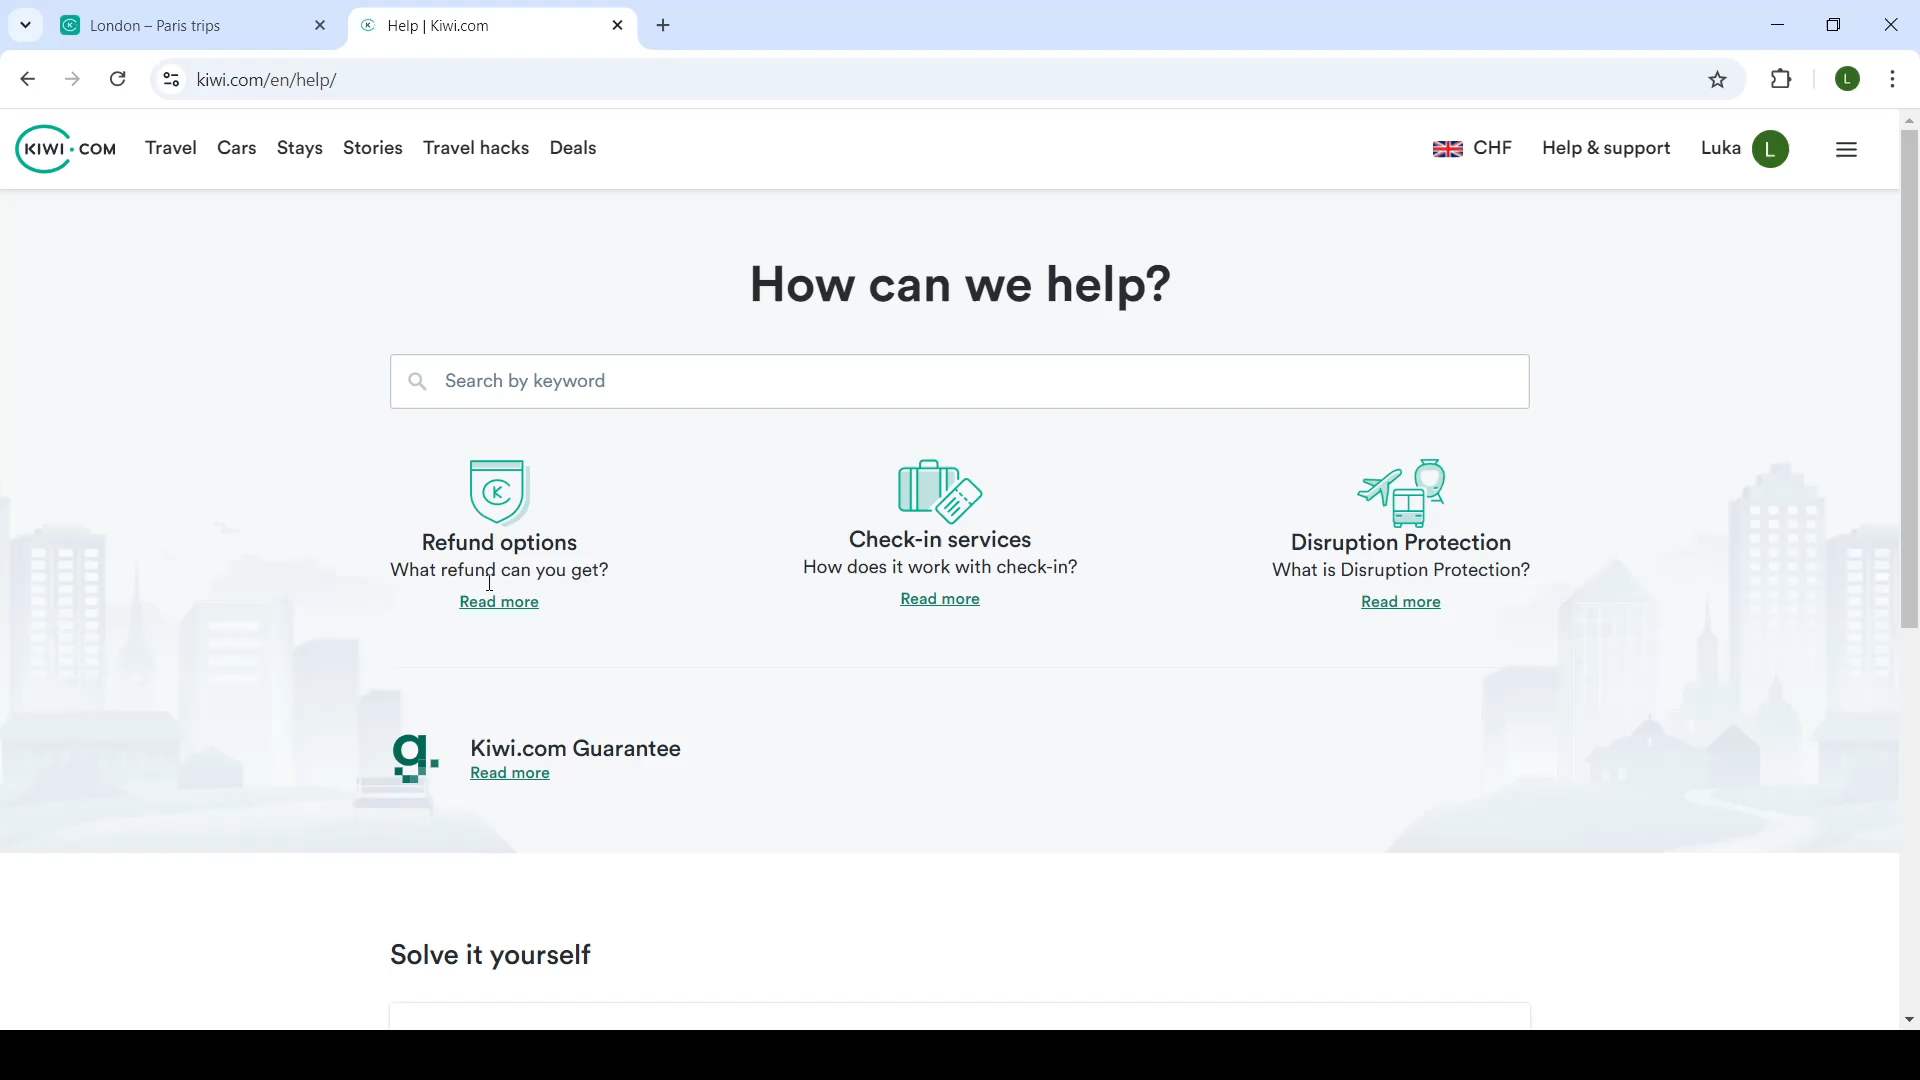 London – Paris trips
Help | Kiwi.com
kiwi.com/en/help/
L
KIWI·COM
Travel
Cars
Stays
Stories
Travel hacks
Deals
CHF
Help & support
Luka
L
How can we help?
Search by keyword
Refund options
What refund can you get?
Read more
Check-in services
How does it work with check-in?
Read more
Disruption Protection
What is Disruption Protection?
Read more
g.
Kiwi.com Guarantee
Read more
Solve it yourself